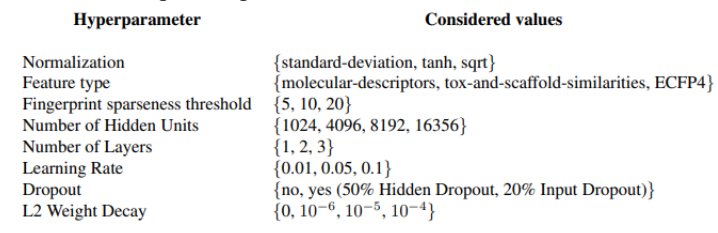 Hyperparameter Considered values
Normalization {standard-deviation, tanh, sqrt}
Feature type {molecular-descriptors, tox-and-scaffold-similarities, ECFP4}
Fingerprint sparseness threshold {5, 10, 20}
Number of Hidden Units {1024, 4096, 8192, 16356}
Number of Layers {1, 2, 3}
Learning Rate {0.01, 0.05, 0.1}
Dropout {no, yes (50% Hidden Dropout, 20% Input Dropout)}
L2 Weight Decay {0, 10⁻⁶, 10⁻⁵, 10⁻⁴}